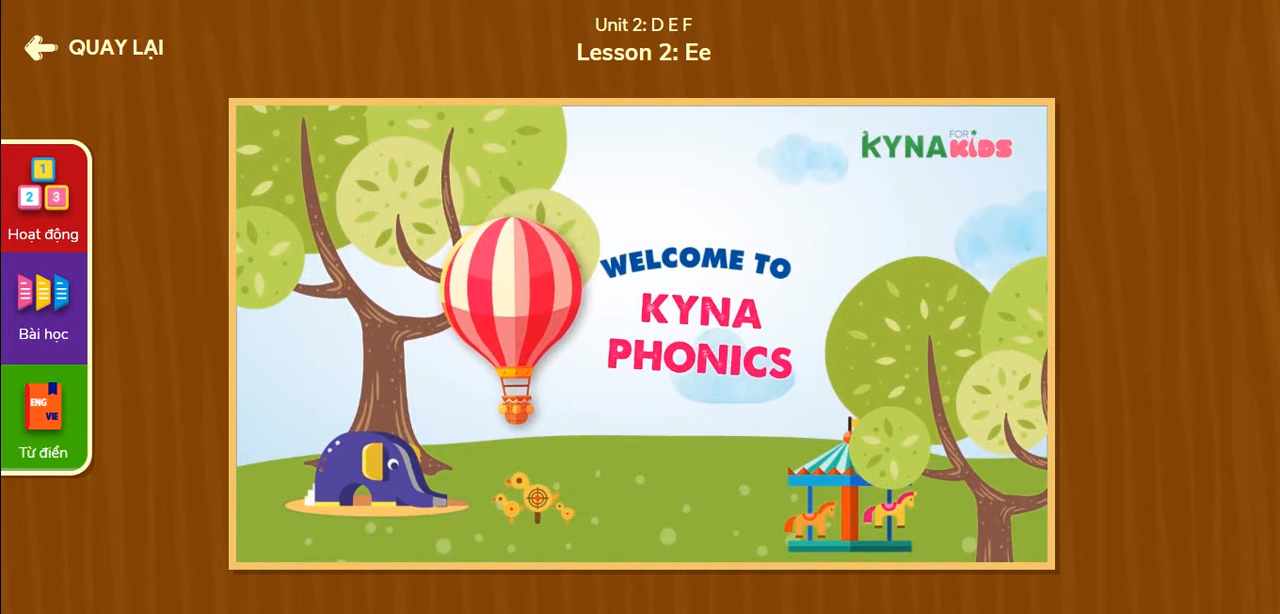 Unit 2: D E F
QUAY LẠI
Lesson 2: Ee
KYNA FOR KIDS
WELCOME TO
KYNA
PHONICS
1
2 3
Hoạt động
Bài học
ENG
VIE
Từ điển